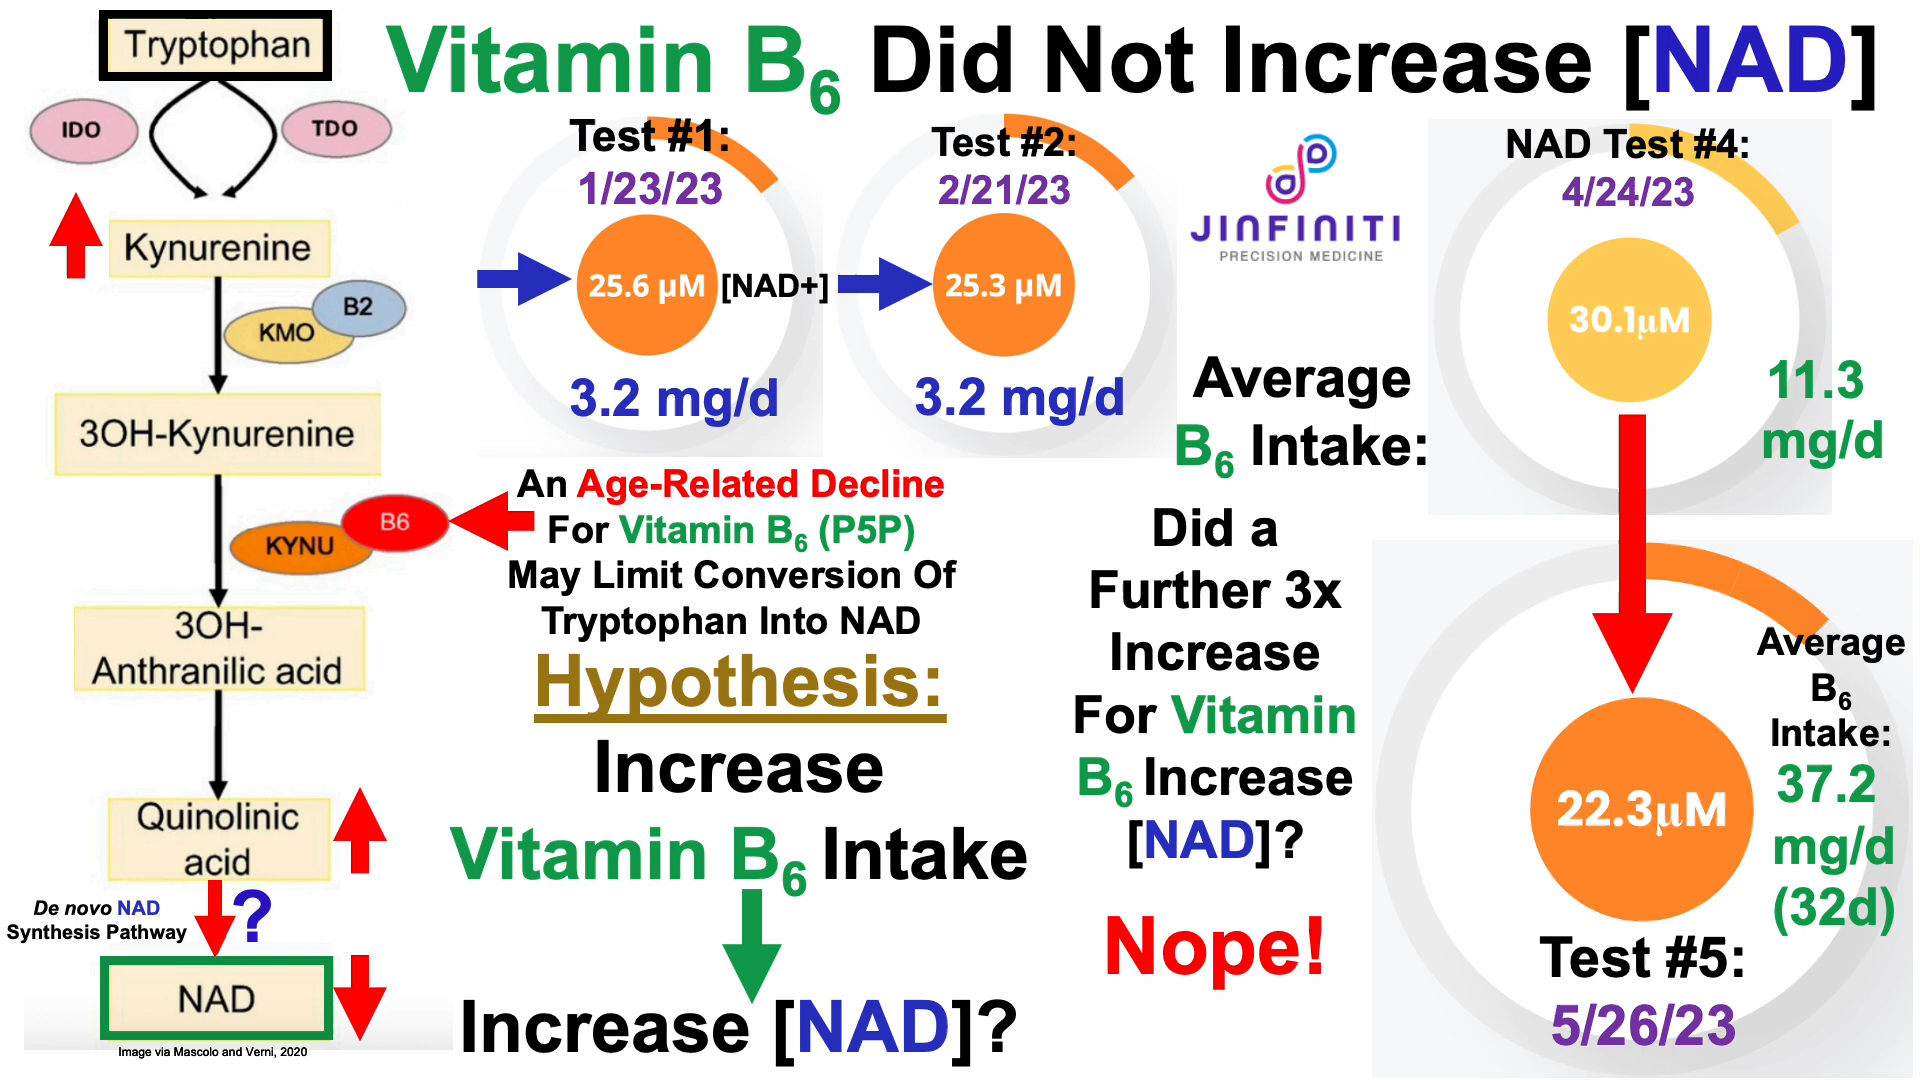 Vitamin B6 Did Not Increase [NAD]
Tryptophan
IDO
TDO
Kynurenine
B2
KMO
3OH-Kynurenine
B6
KYNU
3OH-
Anthranilic acid
Quinolinic
acid
De novo NAD
Synthesis Pathway
?
NAD
Image via Mascolo and Verni, 2020
Test #1:
1/23/23
25.6 µM
[NAD+]
3.2 mg/d
Test #2:
2/21/23
25.3 µM
3.2 mg/d
JINFINITI
PRECISION MEDICINE
NAD Test #4:
4/24/23
30.1µM
Average
B6 Intake:
11.3
mg/d
An Age-Related Decline
For Vitamin B6 (P5P)
May Limit Conversion Of
Tryptophan Into NAD
Hypothesis:
Increase
Vitamin B6 Intake
Increase [NAD]?
Did a
Further 3x
Increase
For Vitamin
B6 Increase
[NAD]?
Nope!
Average
B6
Intake:
37.2
mg/d
(32d)
22.3µM
Test #5:
5/26/23